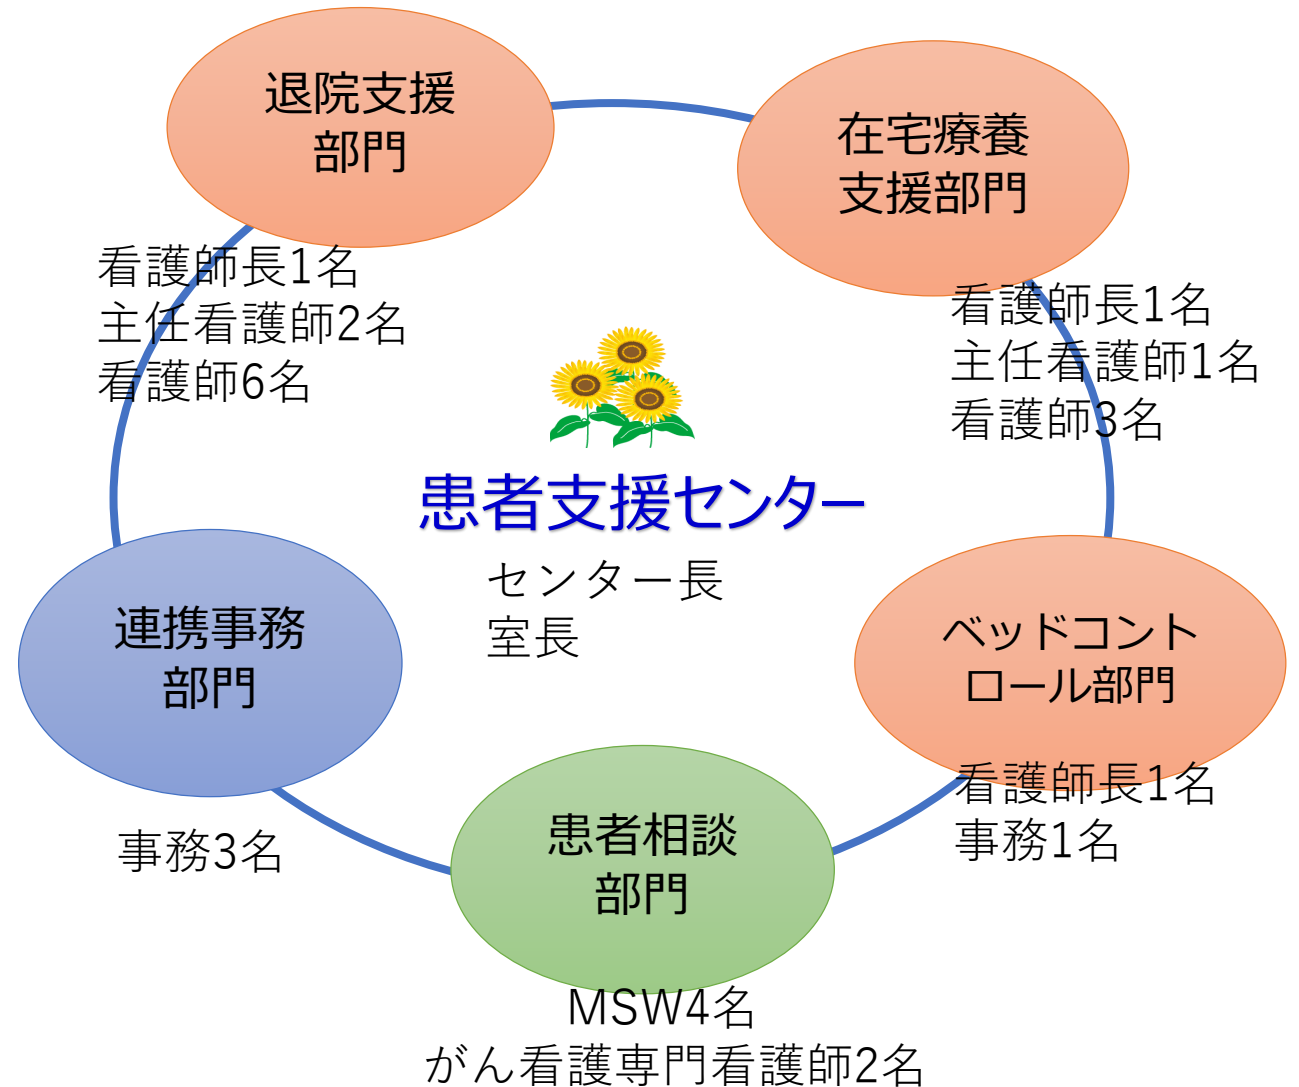 退院支援
部門
看護師長1名
主任看護師2名
看護師6名
在宅療養
支援部門
看護師長1名
主任看護師1名
看護師3名
患者支援センター
センター長
室長
連携事務
部門
事務3名
ベッドコント
ロール部門
看護師長1名
事務1名
患者相談
部門
MSW4名
がん看護専門看護師2名